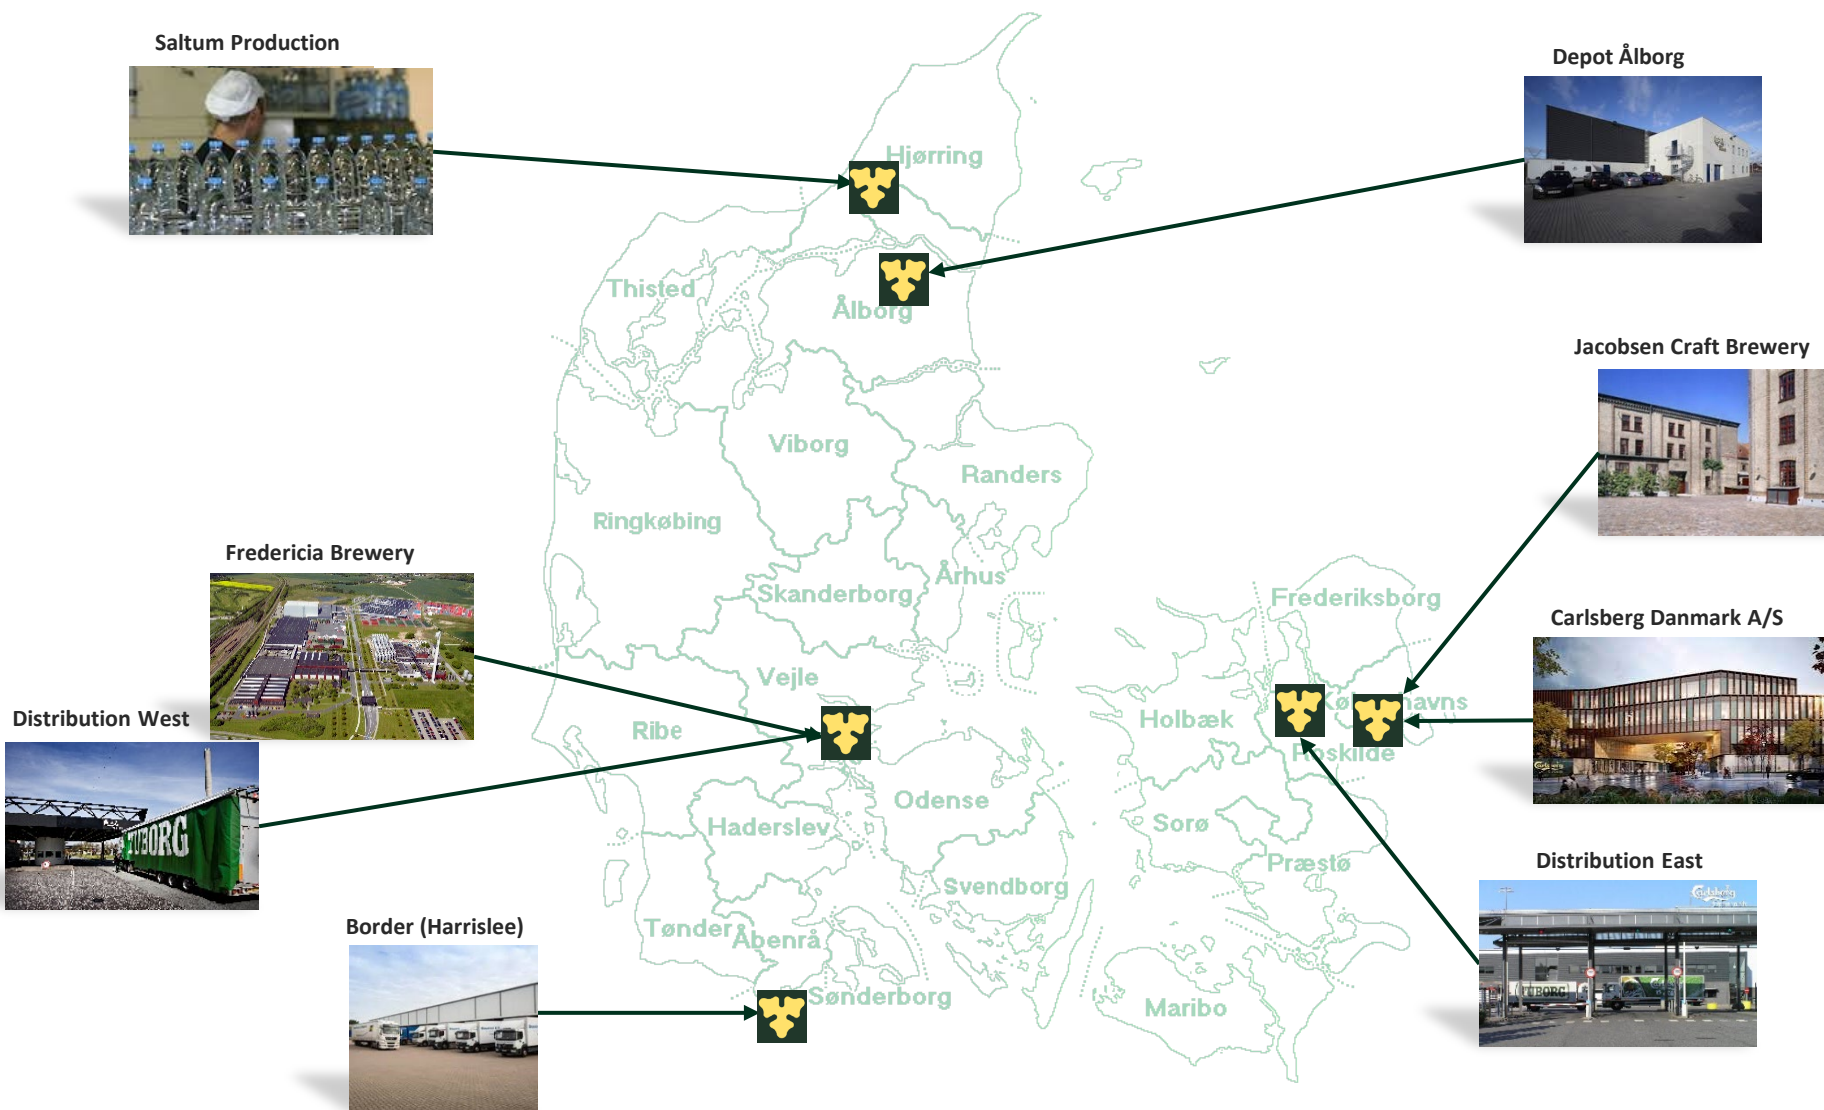 Saltum Production
Depot Ålborg
Hjørring
Thisted
Ålborg
Jacobsen Craft Brewery
Viborg
Randers
Ringkøbing
Fredericia Brewery
Århus
Skanderborg
Frederiksborg
Carlsberg Danmark A/S
Vejle
Distribution West
Ribe
Holbæk
Roskilde
TUBORG
Odense
Haderslev
Sorø
Præstø
Distribution East
Svendborg
Carlsberg
Border (Harrislee)
Tønder
Åbenrå
TUBORG
Sønderborg
Maribo